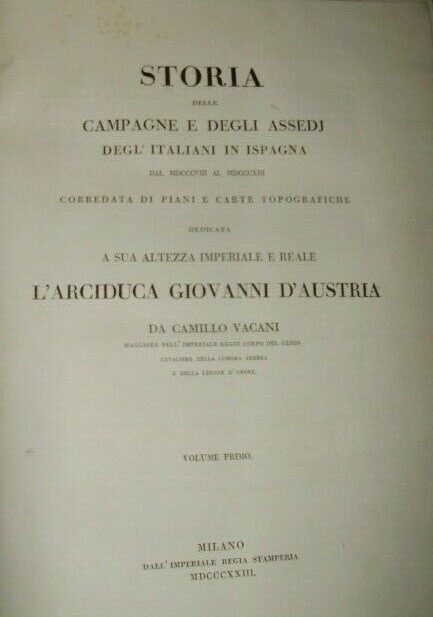 STORIA
DELLE
CAMPAGNE E DEGLI ASSEDJ
DEGL' ITALIANI IN ISPAGNA
DAL MDCCCVIII AL MDCCCXIII
CORREDATA DI PIANI E CARTE TOPOGRAFICHE
DEDICATA
A SUA ALTEZZA IMPERIALE E REALE
L'ARCIDUCA GIOVANNI D'AUSTRIA
DA CAMILLO VACANI
MAGGIORE NELL' IMPERIALE REGIO CORPO DEL GENIO
CAVALIERE DELLA CORONA FERREA
E DELLA LEGION D' ONORE.
VOLUME PRIMO.
MILANO
DALL' IMPERIALE REGIA STAMPERIA
MDCCCXXIII.